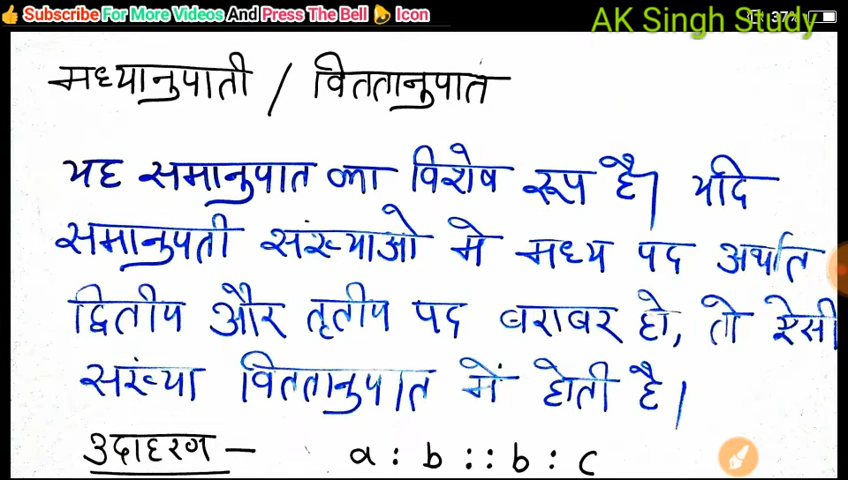 👍 Subscribe For More Videos And Press The Bell 🔔 Icon
AK Singh Study
37%
मध्यानुपाती / विततानुपात
यह समानुपात का विशेष रूप है। यदि
समानुपती संख्याओ मे मध्य पद अर्थात
द्वितीय और तृतीय पद बराबर हो, तो ऐसी
संख्या विततानुपात में होती है।
उदाहरण –
a : b :: b : c